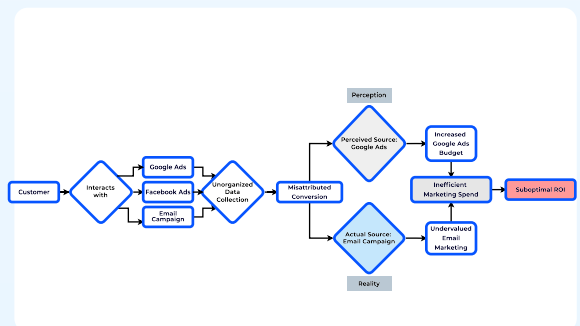 Customer
Interacts
with
Google Ads
Facebook Ads
Email
Campaign
Unorganized
Data
Collection
Misattributed
Conversion
Perception
Perceived Source:
Google Ads
Increased
Google Ads
Budget
Inefficient
Marketing Spend
Suboptimal ROI
Actual Source:
Email Campaign
Undervalued
Email
Marketing
Reality